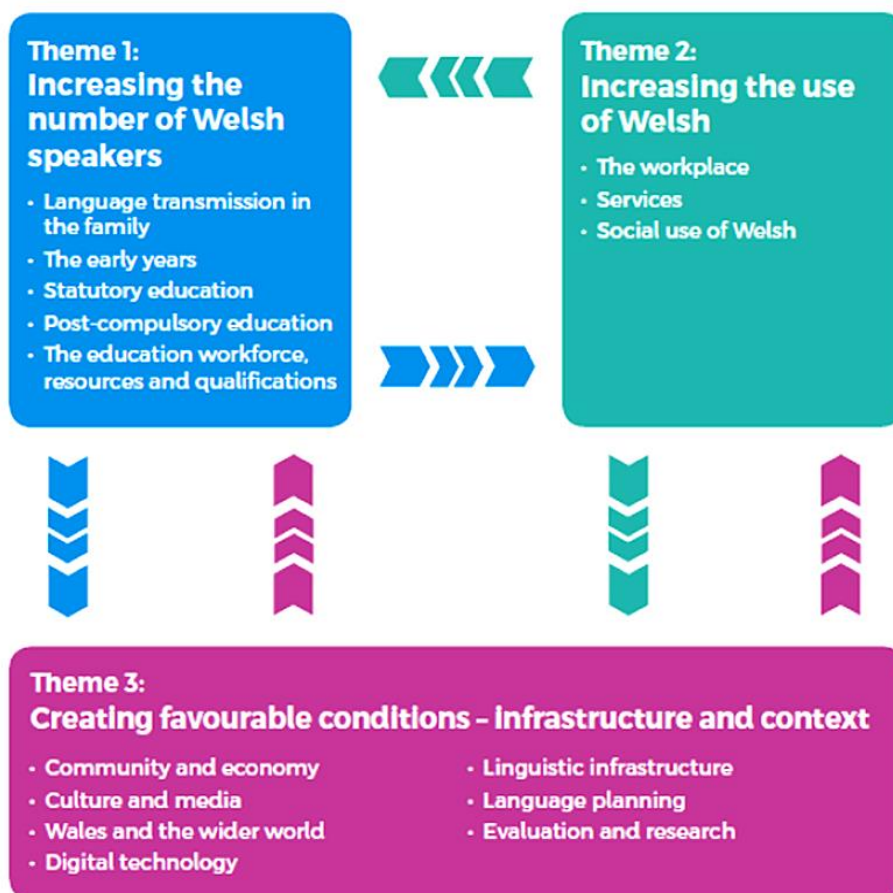 Theme 1:
Increasing the
number of Welsh
speakers
• Language transmission in
the family
• The early years
• Statutory education
• Post-compulsory education
• The education workforce,
resources and qualifications
Theme 2:
Increasing the use
of Welsh
• The workplace
• Services
• Social use of Welsh
Theme 3:
Creating favourable conditions – infrastructure and context
• Community and economy
• Culture and media
• Wales and the wider world
• Digital technology
• Linguistic infrastructure
• Language planning
• Evaluation and research